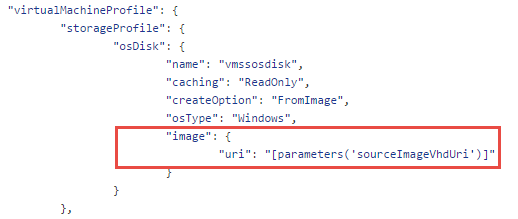 "virtualMachineProfile": {
"storageProfile": {
"osDisk": {
"name": "vmssosdisk",
"caching": "ReadOnly",
"createOption": "FromImage",
"osType": "Windows",
"image": {
"uri": "[parameters('sourceImageVhdUri')]"
}
}
},